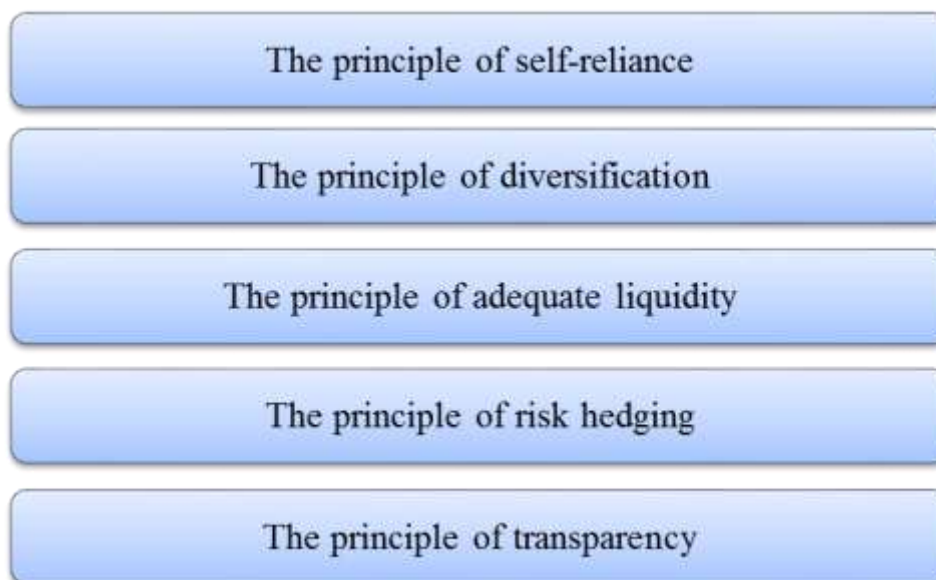 The principle of self-reliance
The principle of diversification
The principle of adequate liquidity
The principle of risk hedging
The principle of transparency